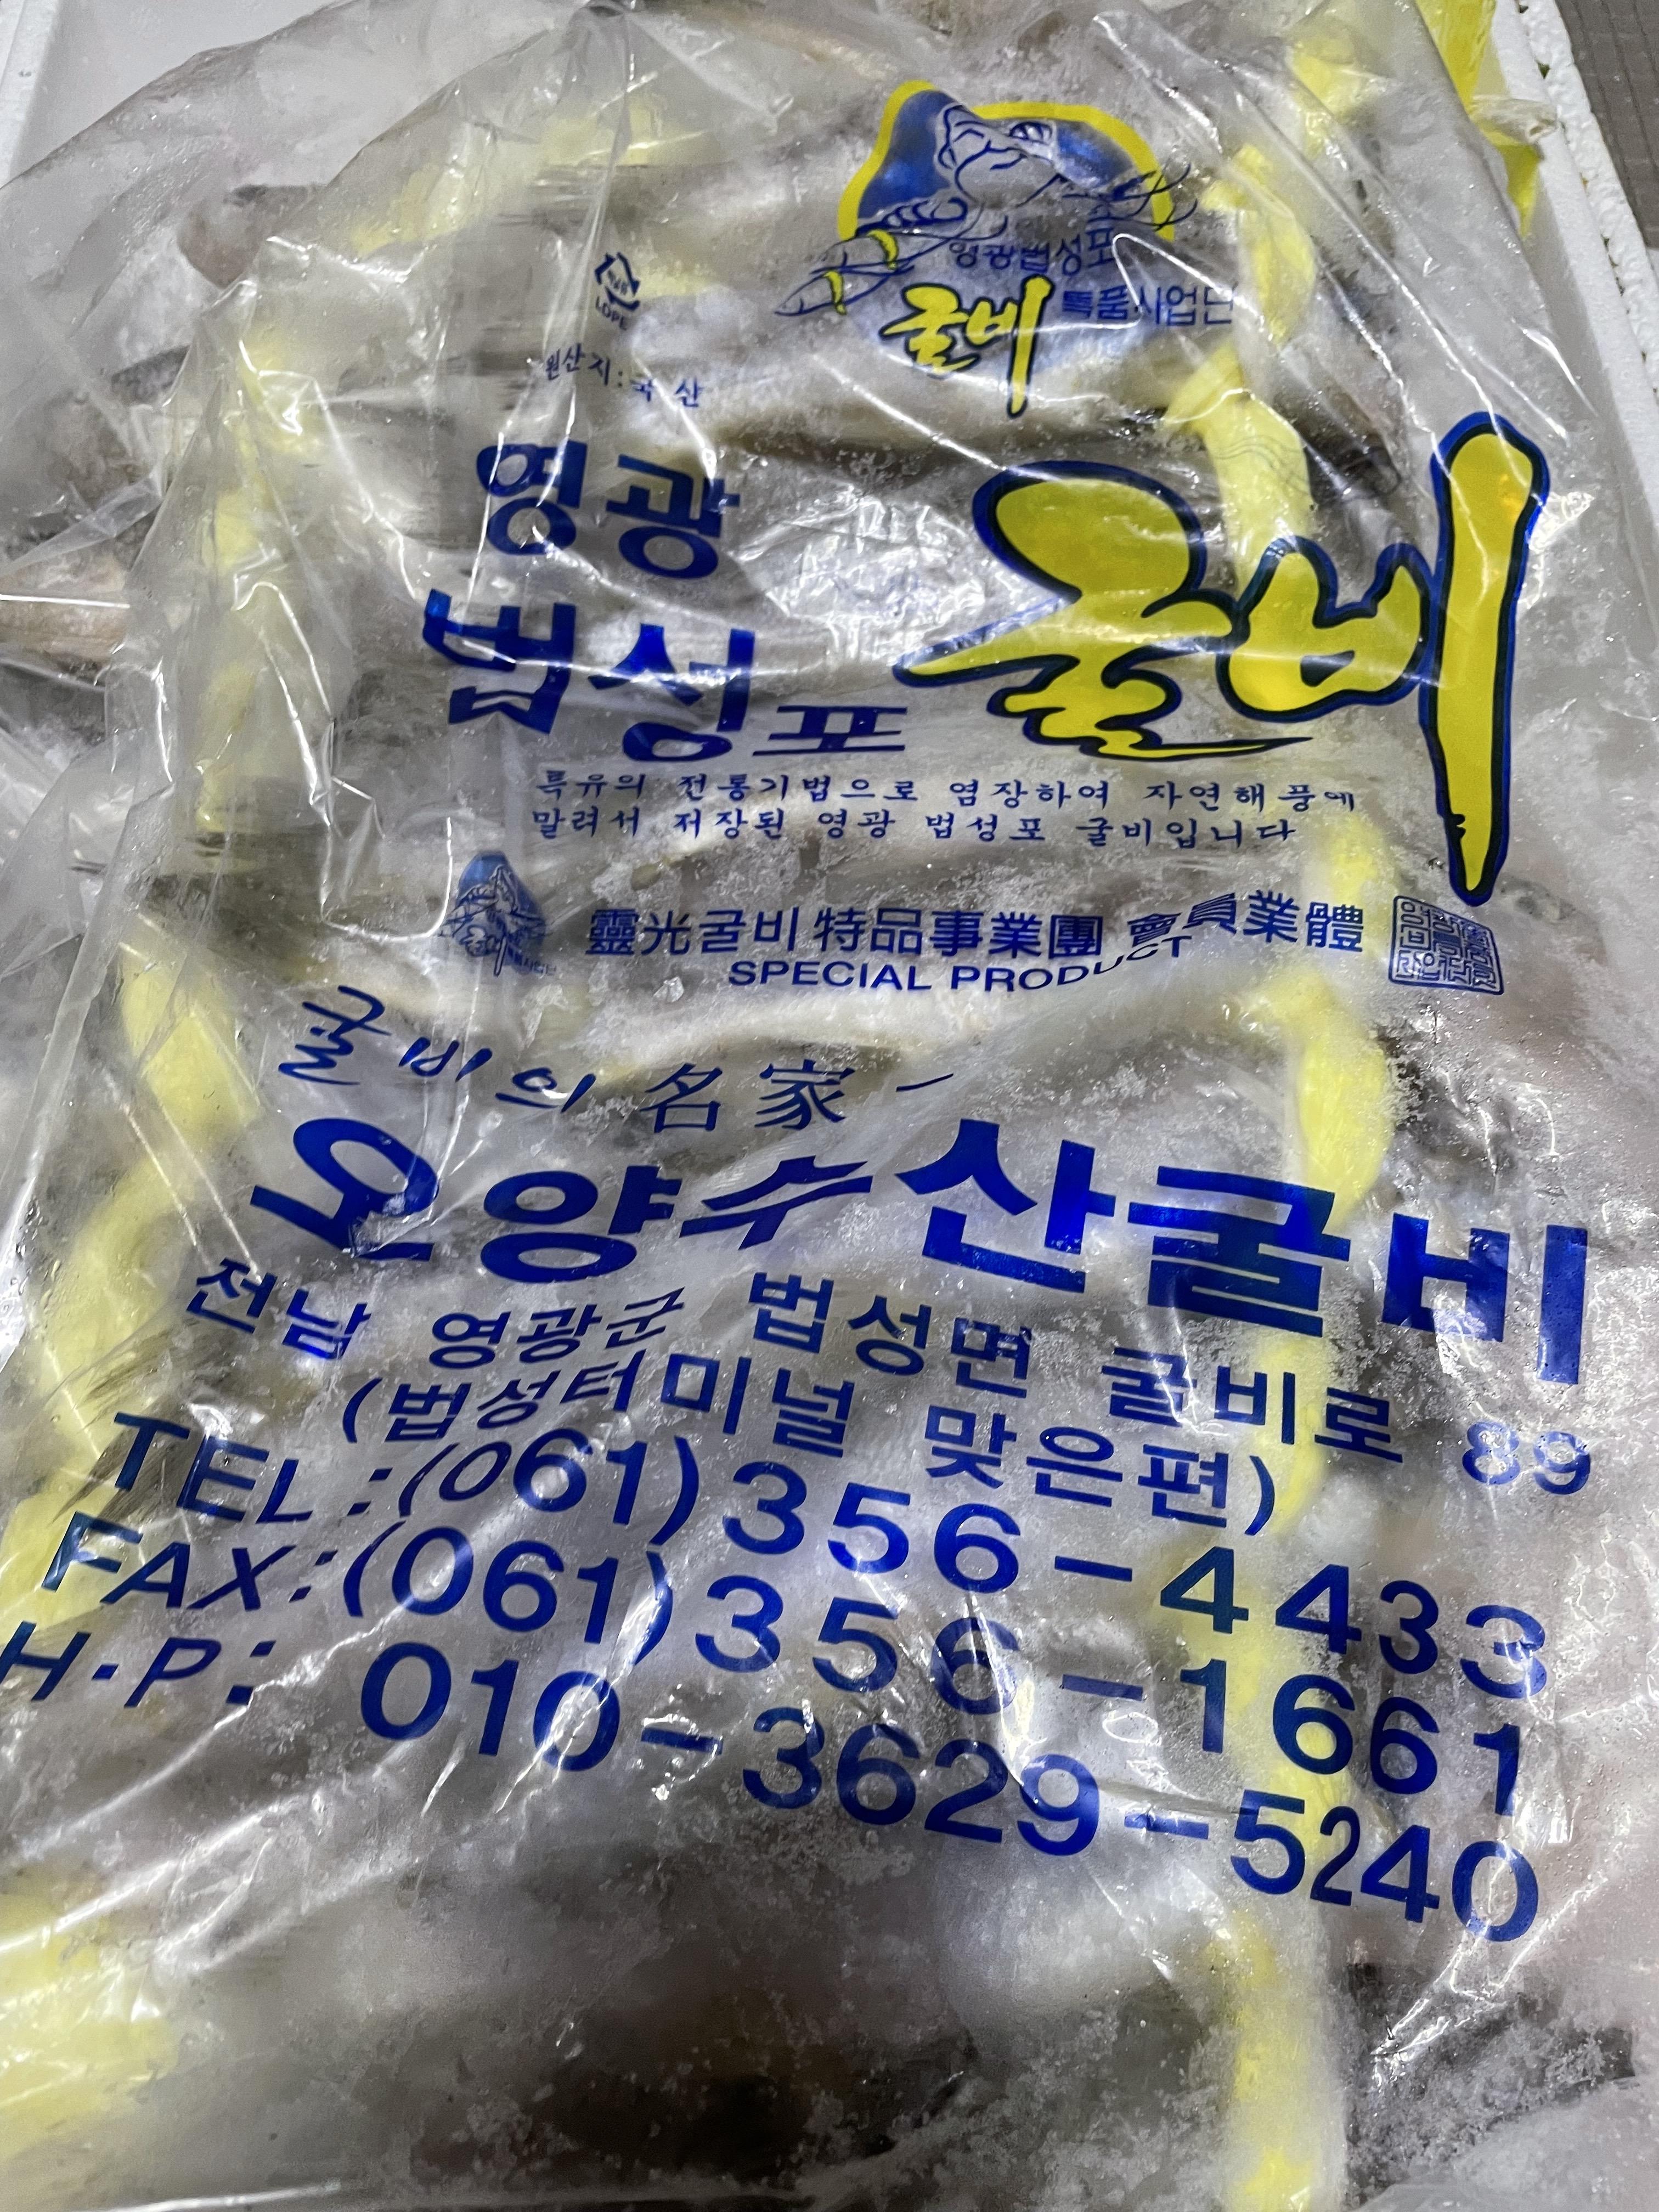 영광법성포
굴비 특품사업단
LDPE
원산지: 국산
영광
법성포 굴비
특유의 전통기법으로 염장하여 자연해풍에
말려서 저장된 영광 법성포 굴비입니다
靈光굴비特品事業團 會員業體
SPECIAL PRODUCT
굴비의 名家-
오양수산굴비
전남 영광군 법성면 굴비로 89
(법성터미널 맞은편)
TEL:(061)356-4433
FAX:(061)356-1661
H·P: 010-3629-5240